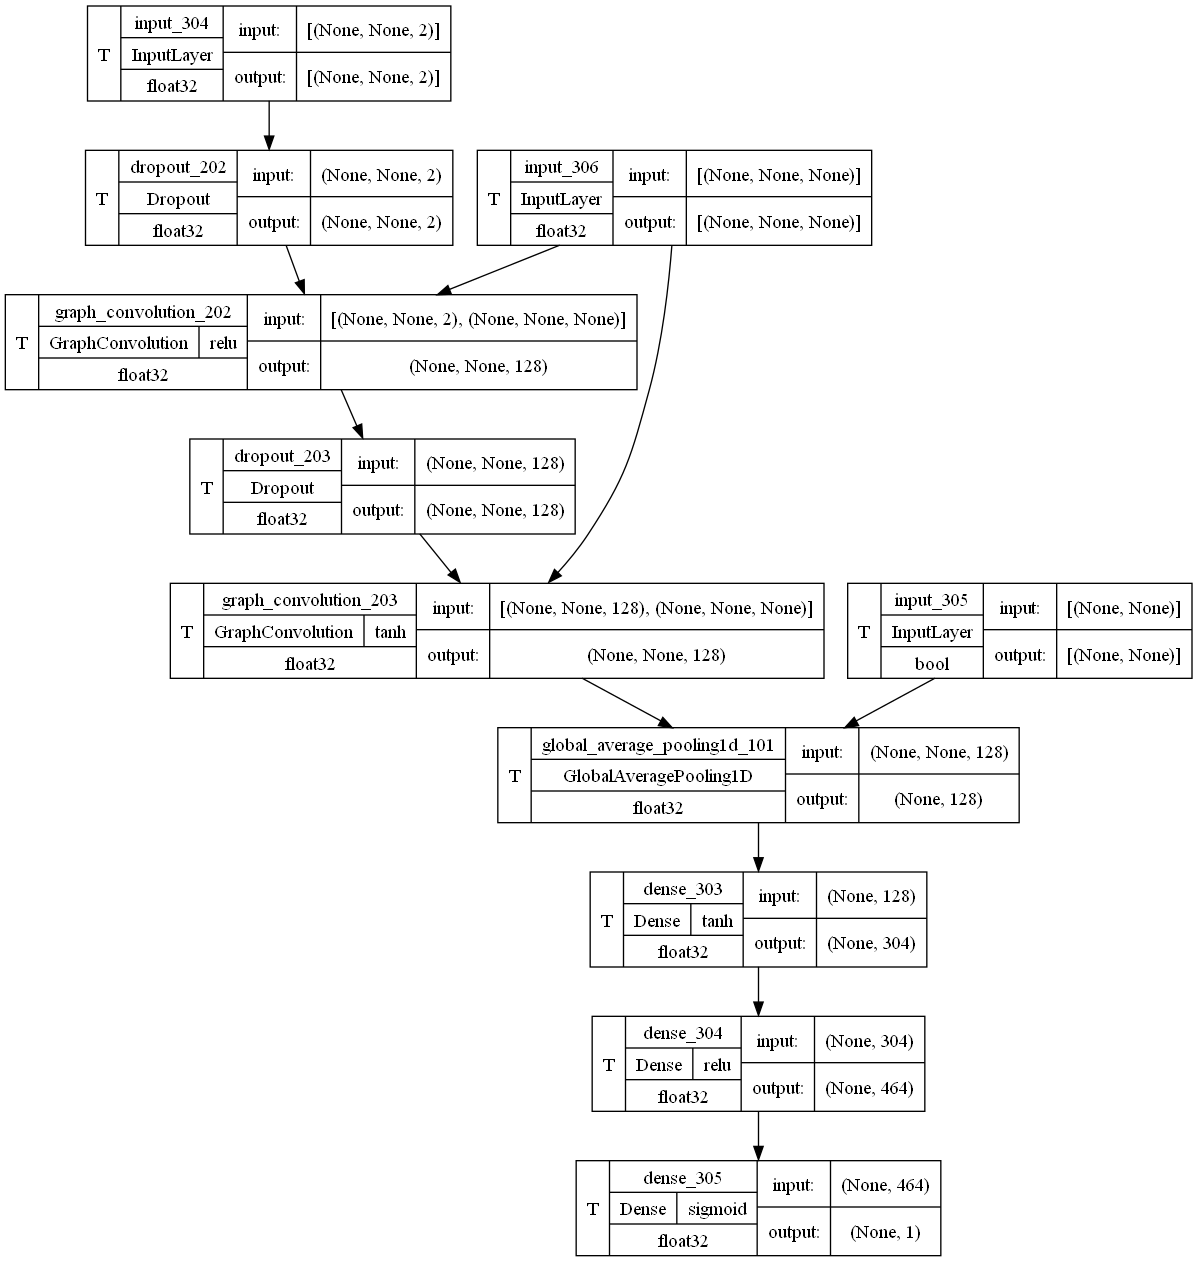 T
input_304
InputLayer
float32
input:
[(None, None, 2)]
output:
[(None, None, 2)]
T
dropout_202
Dropout
float32
input:
(None, None, 2)
output:
(None, None, 2)
T
input_306
InputLayer
float32
input:
[(None, None, None)]
output:
[(None, None, None)]
T
graph_convolution_202
GraphConvolution
relu
float32
input:
[(None, None, 2), (None, None, None)]
output:
(None, None, 128)
T
dropout_203
Dropout
float32
input:
(None, None, 128)
output:
(None, None, 128)
T
graph_convolution_203
GraphConvolution
tanh
float32
input:
[(None, None, 128), (None, None, None)]
output:
(None, None, 128)
T
input_305
InputLayer
bool
input:
[(None, None)]
output:
[(None, None)]
T
global_average_pooling1d_101
GlobalAveragePooling1D
float32
input:
(None, None, 128)
output:
(None, 128)
T
dense_303
Dense
tanh
float32
input:
(None, 128)
output:
(None, 304)
T
dense_304
Dense
relu
float32
input:
(None, 304)
output:
(None, 464)
T
dense_305
Dense
sigmoid
float32
input:
(None, 464)
output:
(None, 1)